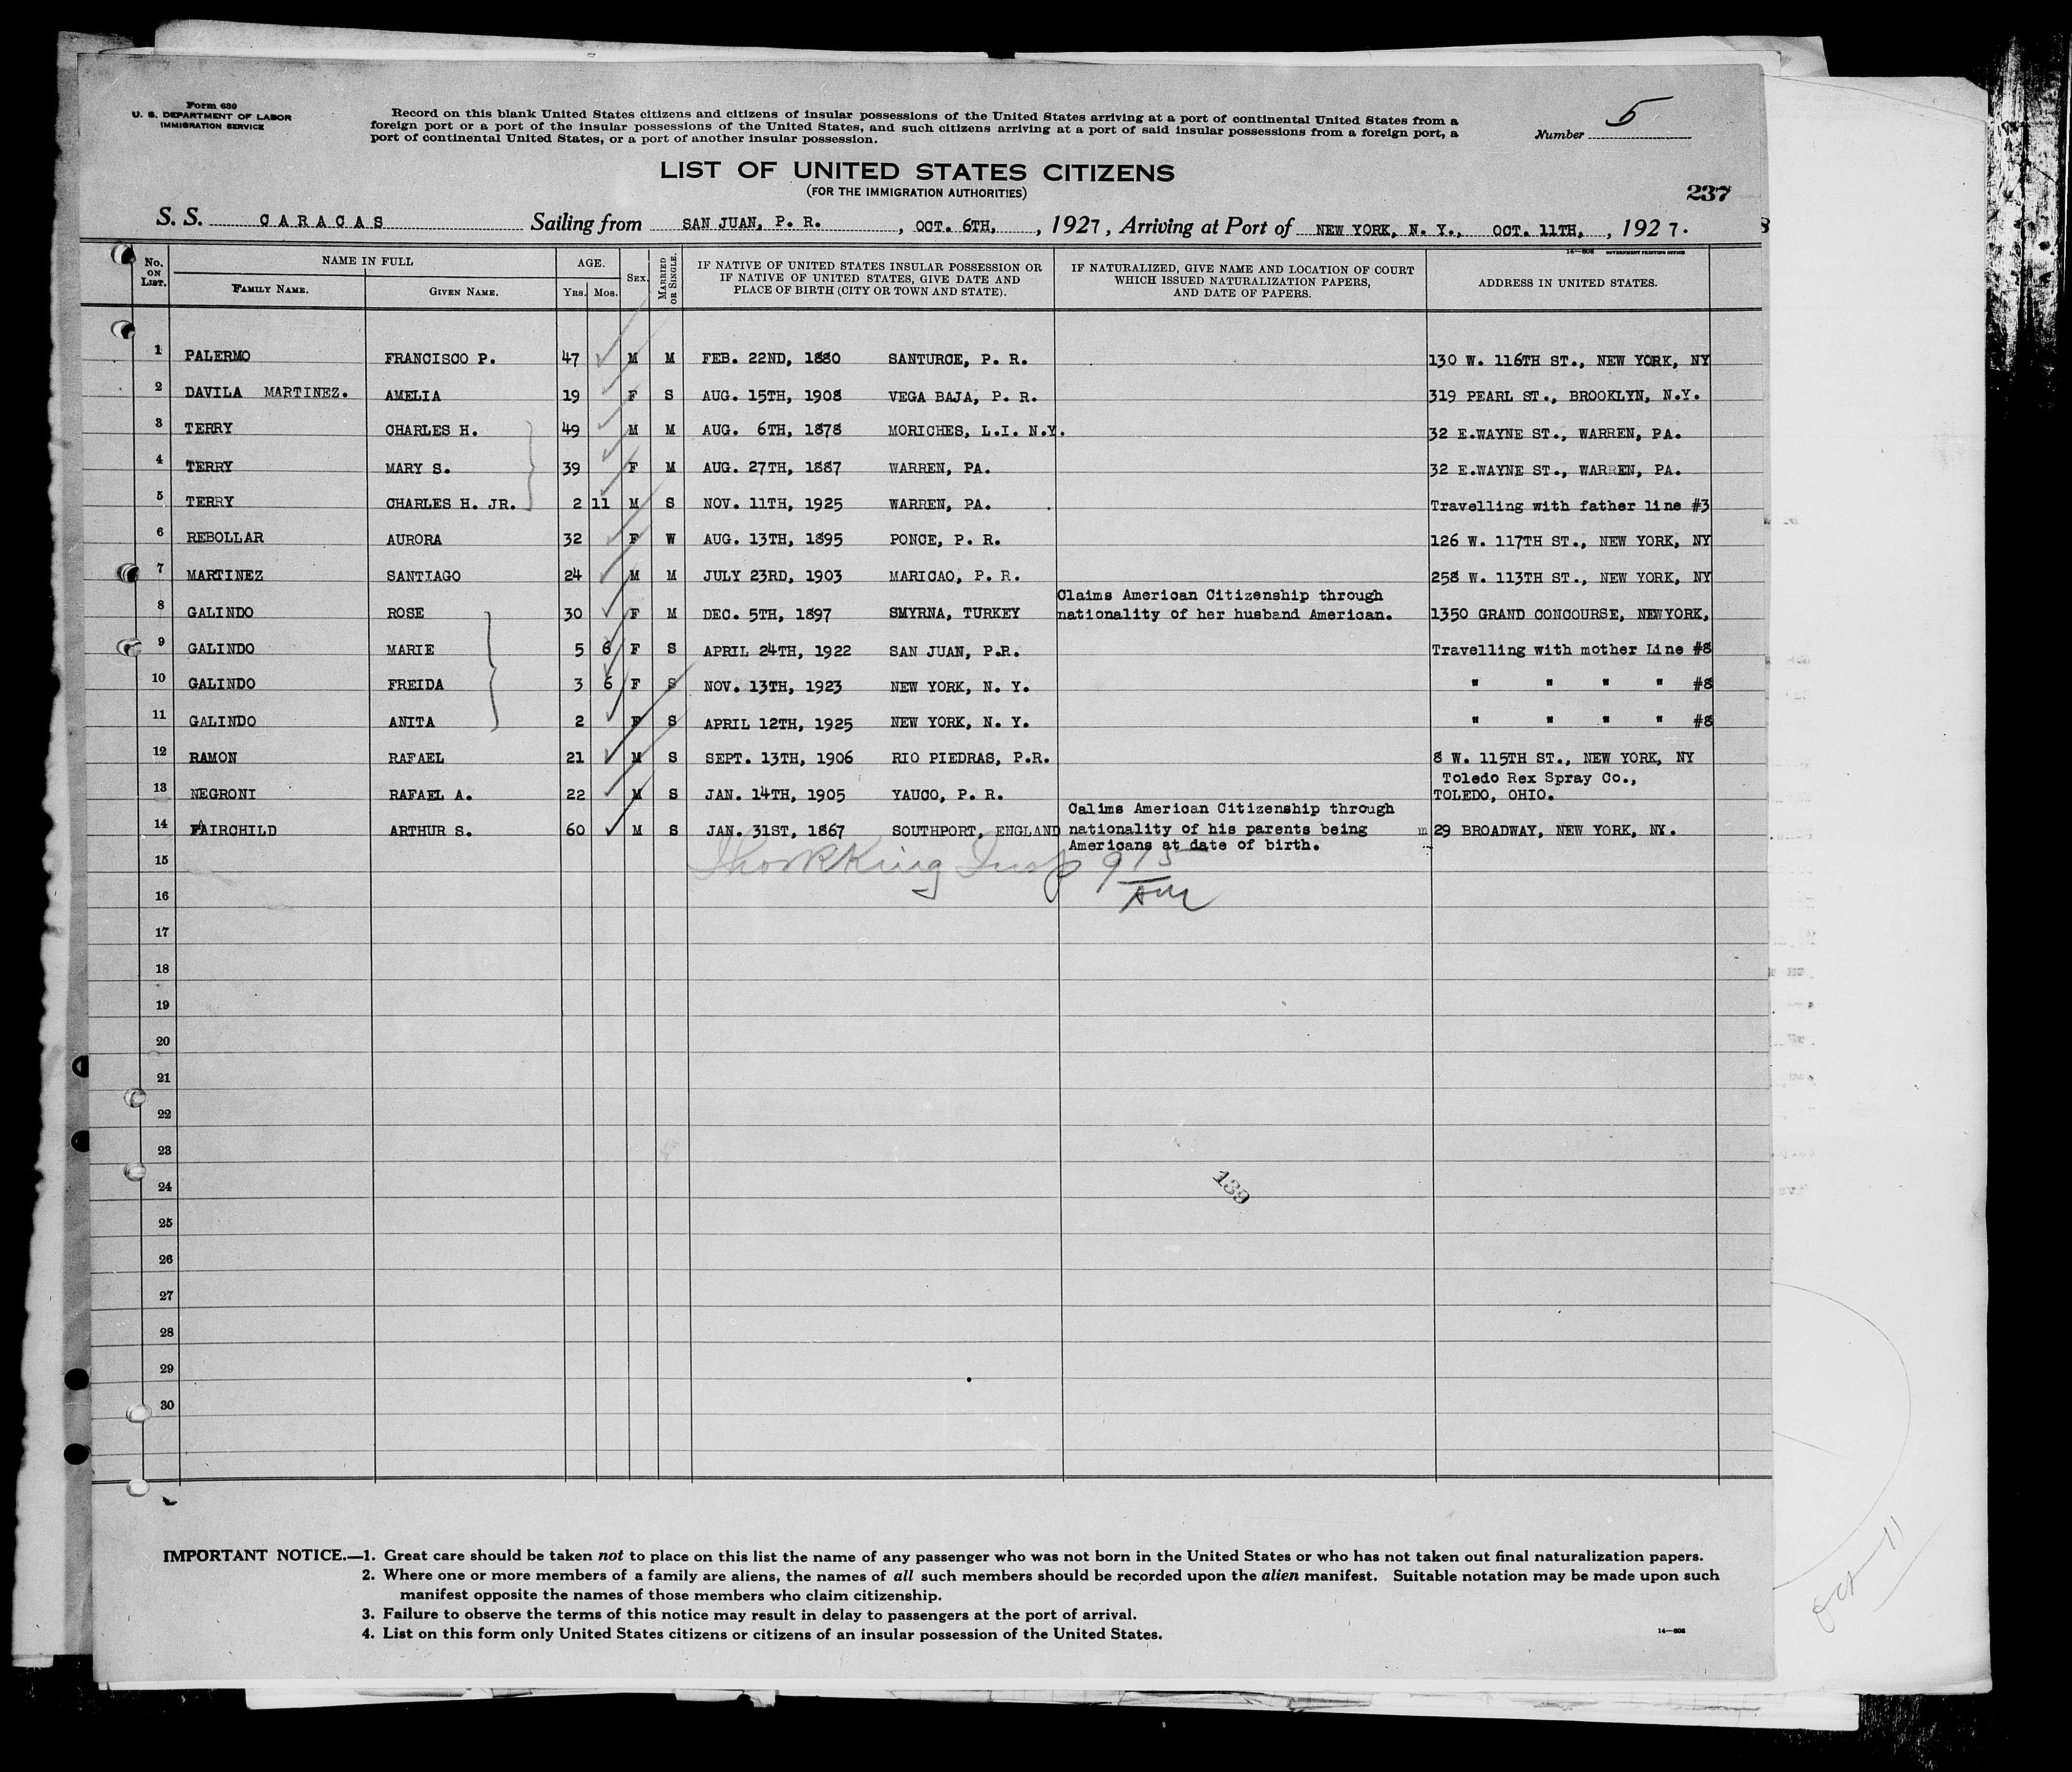 Form 630
U. S. DEPARTMENT OF LABOR
IMMIGRATION SERVICE
Record on this blank United States citizens and citizens of insular possessions of the United States arriving at a port of continental United States from a
foreign port or a port of the insular possessions of the United States, and such citizens arriving at a port of said insular possessions from a foreign port, a
port of continental United States, or a port of another insular possession.
Number 5
LIST OF UNITED STATES CITIZENS
(FOR THE IMMIGRATION AUTHORITIES)
237
S. S. CARACAS Sailing from SAN JUAN, P. R. , OCT. 6TH, , 1927, Arriving at Port of NEW YORK, N. Y., OCT. 11TH, , 1927.
14—808 GOVERNMENT PRINTING OFFICE
No. ON LIST. NAME IN FULL FAMILY NAME. GIVEN NAME. AGE. Yrs. Mos. SEX. MARRIED OR SINGLE. IF NATIVE OF UNITED STATES INSULAR POSSESSION OR IF NATIVE OF UNITED STATES, GIVE DATE AND PLACE OF BIRTH (CITY OR TOWN AND STATE). IF NATURALIZED, GIVE NAME AND LOCATION OF COURT WHICH ISSUED NATURALIZATION PAPERS, AND DATE OF PAPERS. ADDRESS IN UNITED STATES.
1 PALERMO FRANCISCO P. 47 M M FEB. 22ND, 1880 SANTURCE, P. R. 130 W. 116TH ST., NEW YORK, NY
2 DAVILA MARTINEZ. AMELIA 19 F S AUG. 15TH, 1908 VEGA BAJA, P. R. 319 PEARL ST., BROOKLYN, N.Y.
3 TERRY CHARLES H. 49 M M AUG. 6TH, 1878 MORICHES, L.I. N.Y. 32 E.WAYNE ST., WARREN, PA.
4 TERRY MARY S. 39 F M AUG. 27TH, 1887 WARREN, PA. 32 E.WAYNE ST., WARREN, PA.
5 TERRY CHARLES H. JR. 2 11 M S NOV. 11TH, 1925 WARREN, PA. Travelling with father line #3
6 REBOLLAR AURORA 32 F W AUG. 13TH, 1895 PONCE, P. R. 126 W. 117TH ST., NEW YORK, NY
7 MARTINEZ SANTIAGO 24 M M JULY 23RD, 1903 MARICAO, P. R. 258 W. 113TH ST., NEW YORK, NY
Claims American Citizenship through
8 GALINDO ROSE 30 F M DEC. 5TH, 1897 SMYRNA, TURKEY nationality of her husband American. 1350 GRAND CONCOURSE, NEWYORK,
9 GALINDO MARIE 5 6 F S APRIL 24TH, 1922 SAN JUAN, P.R. Travelling with mother Line #8
10 GALINDO FREIDA 3 6 F S NOV. 13TH, 1923 NEW YORK, N. Y. " " " " #8
11 GALINDO ANITA 2 F S APRIL 12TH, 1925 NEW YORK, N. Y. " " " " #8
12 RAMON RAFAEL 21 M S SEPT. 13TH, 1906 RIO PIEDRAS, P.R. 8 W. 115TH ST., NEW YORK, NY
Toledo Rex Spray Co.,
13 NEGRONI RAFAEL A. 22 M S JAN. 14TH, 1905 YAUCO, P. R. TOLEDO, OHIO.
Calims American Citizenship through
14 FAIRCHILD ARTHUR S. 60 M S JAN. 31ST, 1867 SOUTHPORT, ENGLAND nationality of his parents being 29 BROADWAY, NEW YORK, NY.
Americans at date of birth.
15
King Insp 9 15
AM
16
17
18
19
20
21
22
23
24
139
25
26
27
28
29
30
IMPORTANT NOTICE.—1. Great care should be taken not to place on this list the name of any passenger who was not born in the United States or who has not taken out final naturalization papers.
2. Where one or more members of a family are aliens, the names of all such members should be recorded upon the alien manifest. Suitable notation may be made upon such
manifest opposite the names of those members who claim citizenship.
3. Failure to observe the terms of this notice may result in delay to passengers at the port of arrival.
4. List on this form only United States citizens or citizens of an insular possession of the United States.
14—808
Oct 11